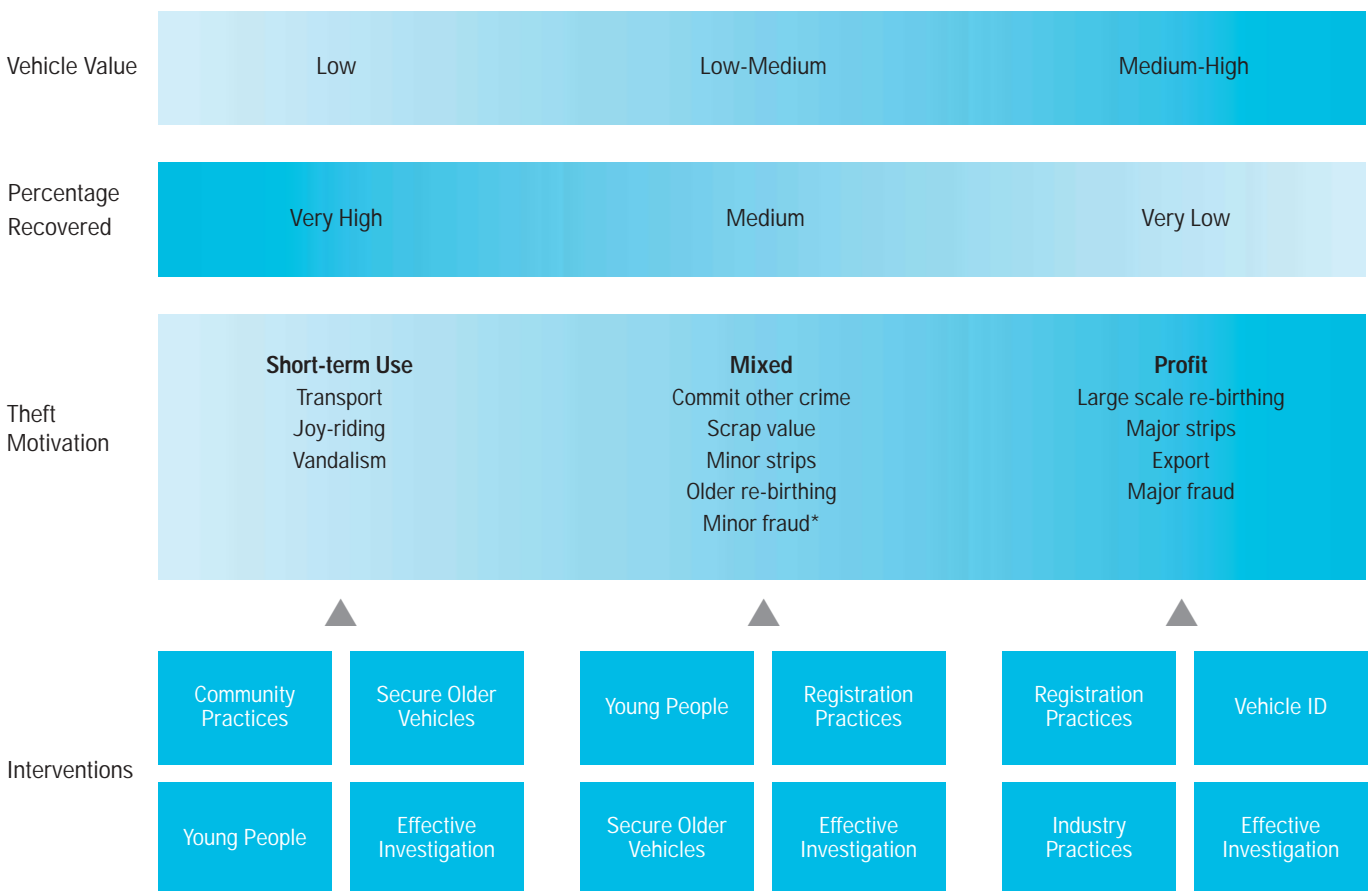 Vehicle Value
Low
Low-Medium
Medium-High
Percentage
Recovered
Very High
Medium
Very Low
Theft
Motivation
Short-term Use
Transport
Joy-riding
Vandalism
Mixed
Commit other crime
Scrap value
Minor strips
Older re-birthing
Minor fraud*
Profit
Large scale re-birthing
Major strips
Export
Major fraud
Interventions
Community
Practices
Secure Older
Vehicles
Young People
Effective
Investigation
Young People
Registration
Practices
Secure Older
Vehicles
Effective
Investigation
Registration
Practices
Vehicle ID
Industry
Practices
Effective
Investigation